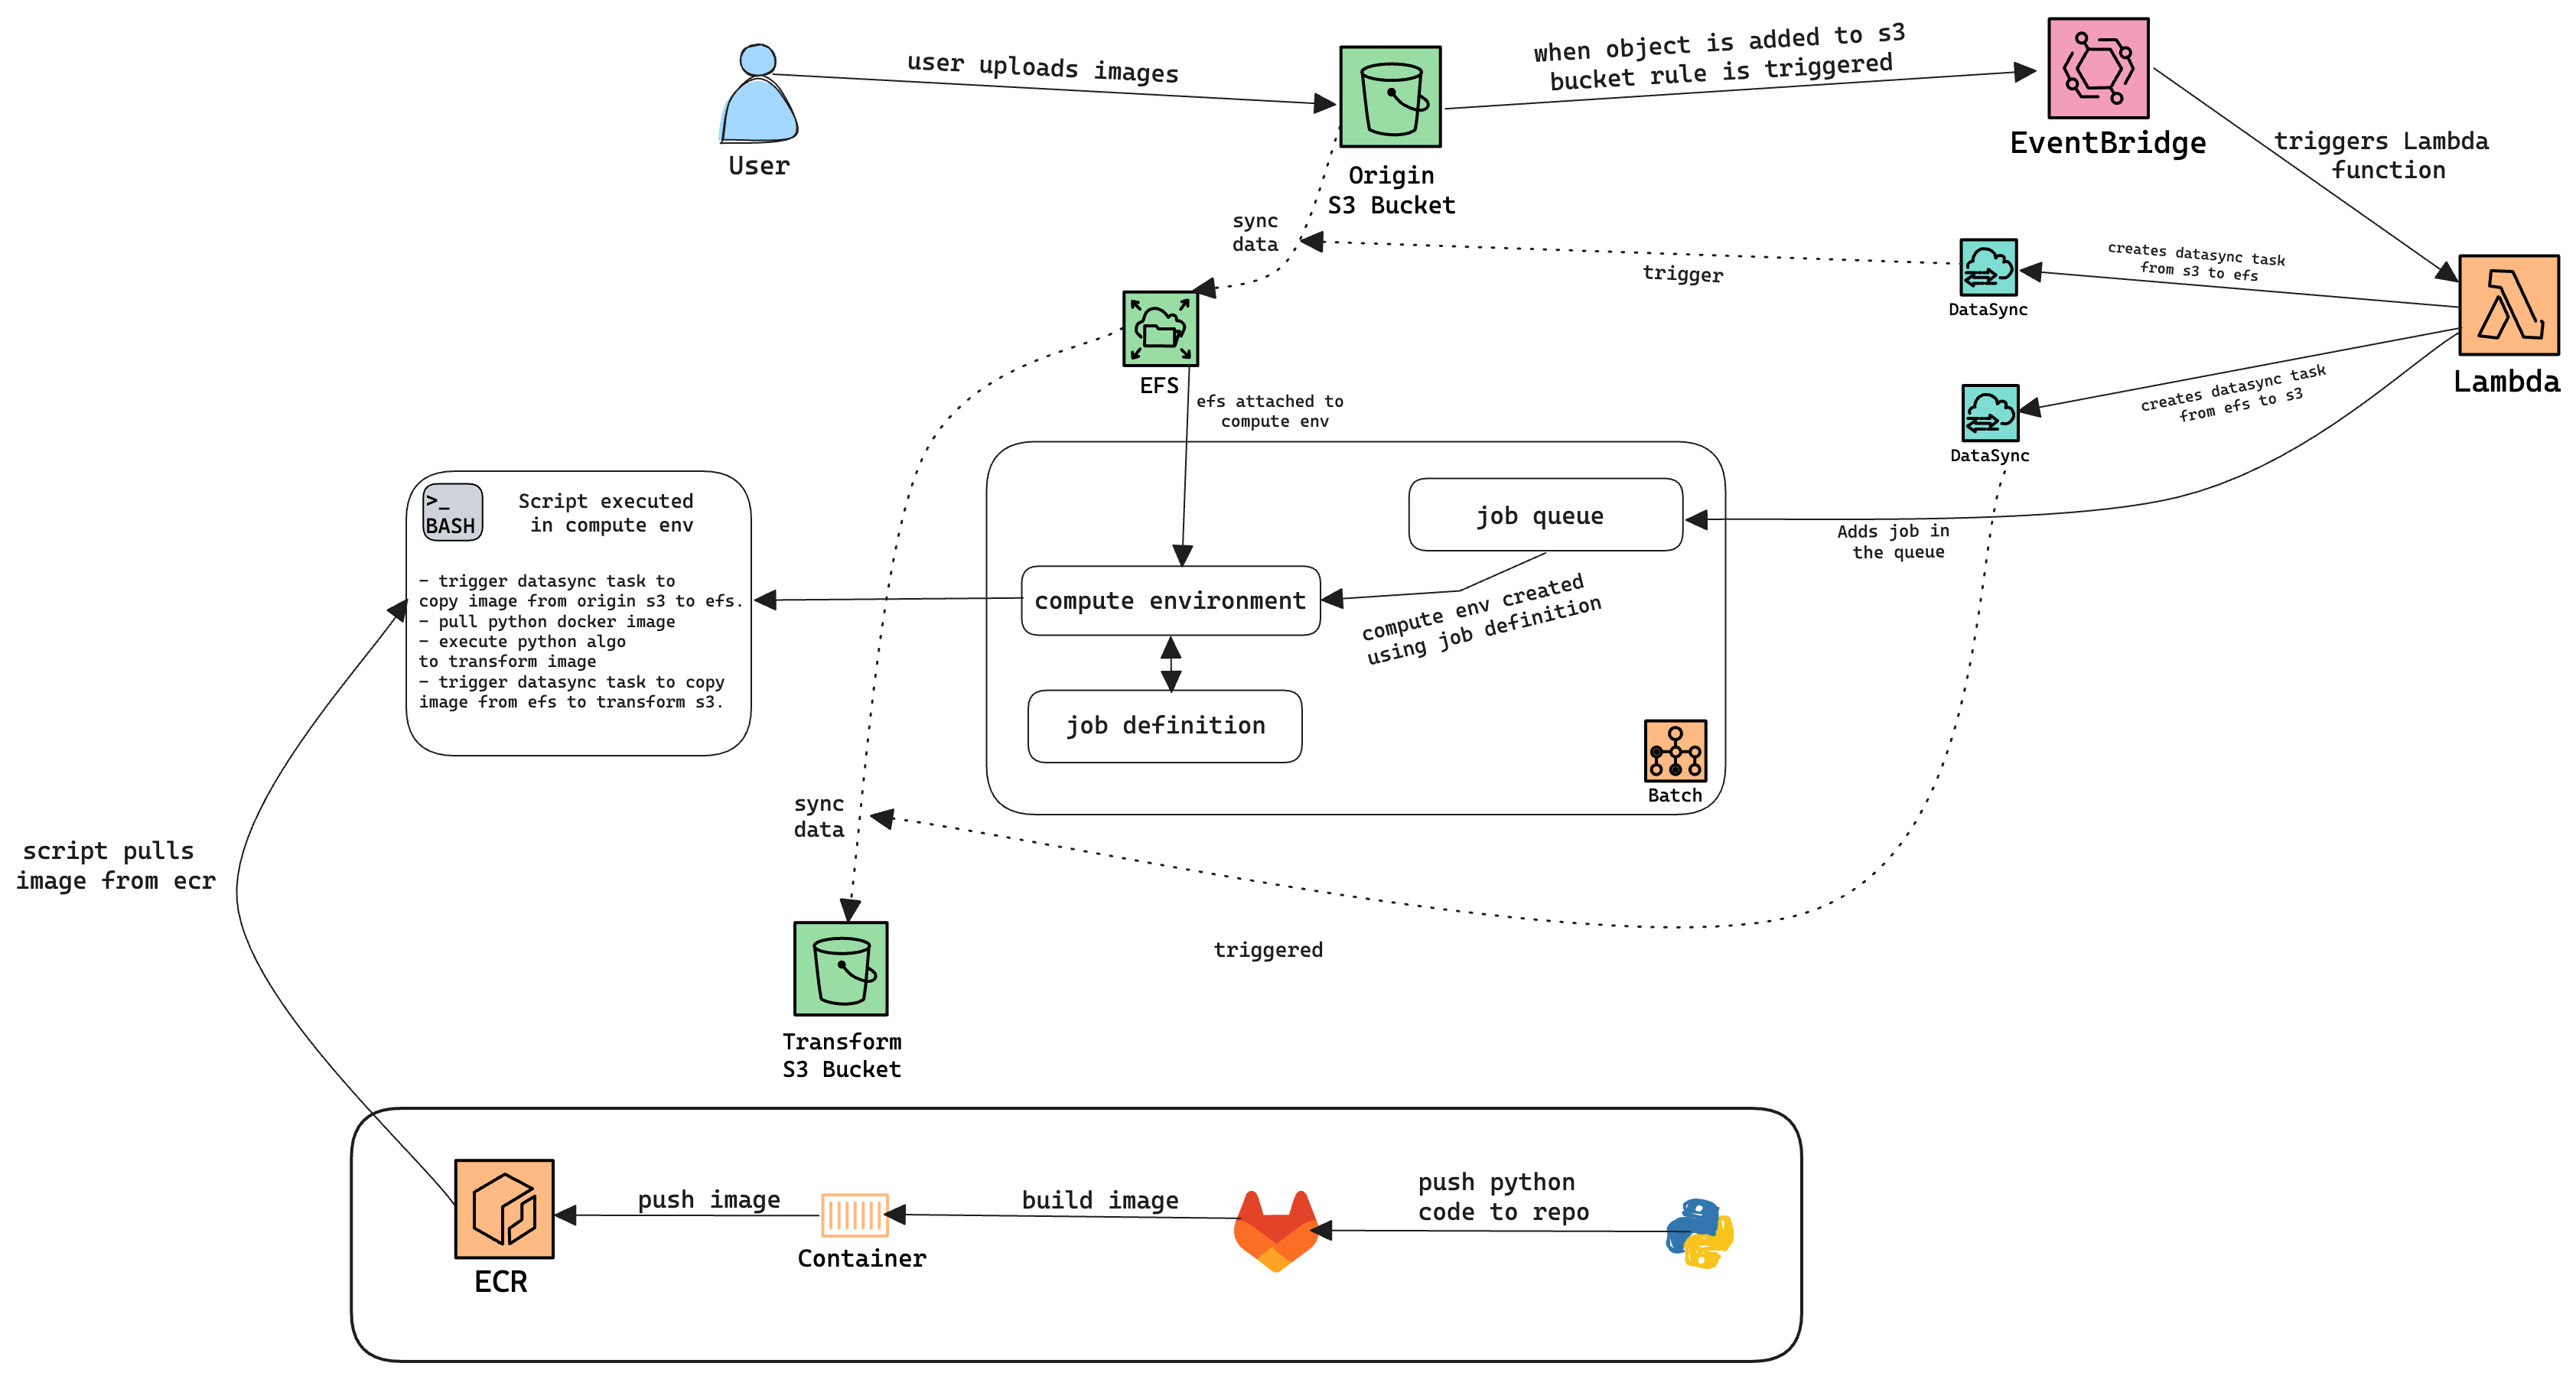 user uploads images
when object is added to s3
bucket rule is triggered
User
Origin
S3 Bucket
EventBridge
triggers Lambda
function
sync
data
trigger
creates datasync task
from s3 to efs
DataSync
EFS
Lambda
efs attached to
compute env
creates datasync task
from efs to s3
DataSync
>_
BASH
Script executed
in compute env
- trigger datasync task to
copy image from origin s3 to efs.
- pull python docker image
- execute python algo
to transform image
- trigger datasync task to copy
image from efs to transform s3.
job queue
Adds job in
the queue
compute environment
compute env created
using job definition
job definition
Batch
sync
data
script pulls
image from ecr
triggered
Transform
S3 Bucket
push image
build image
push python
code to repo
Container
ECR